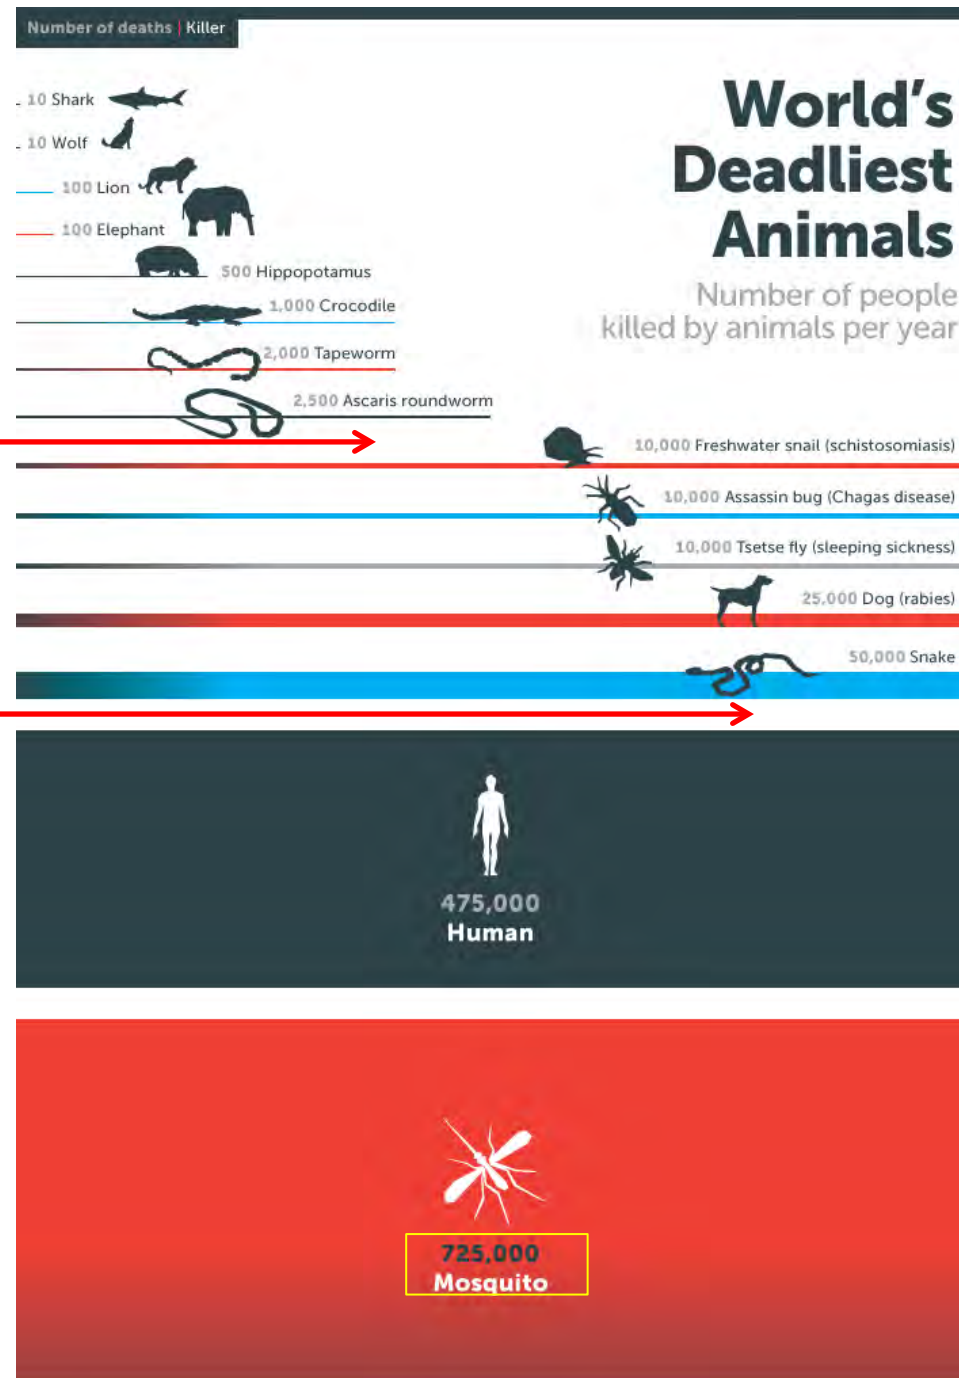 Number of deaths | Killer
World's
Deadliest
Animals
Number of people
killed by animals per year
10 Shark
10 Wolf
100 Lion
100 Elephant
500 Hippopotamus
1,000 Crocodile
2,000 Tapeworm
2,500 Ascaris roundworm
10,000 Freshwater snail (schistosomiasis)
10,000 Assassin bug (Chagas disease)
10,000 Tsetse fly (sleeping sickness)
25,000 Dog (rabies)
50,000 Snake
475,000
Human
725,000
Mosquito